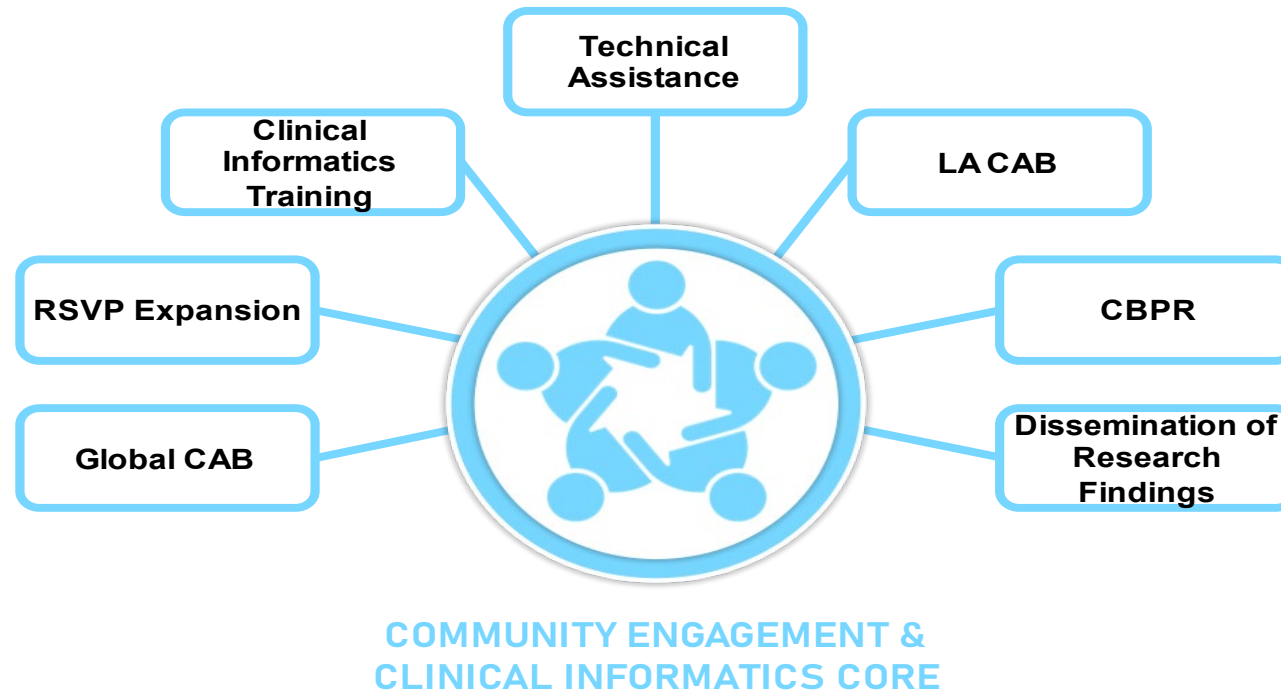 Technical
Assistance
Clinical
Informatics
Training
LA CAB
RSVP Expansion
CBPR
Global CAB
Dissemination of
Research
Findings
COMMUNITY ENGAGEMENT &
CLINICAL INFORMATICS CORE